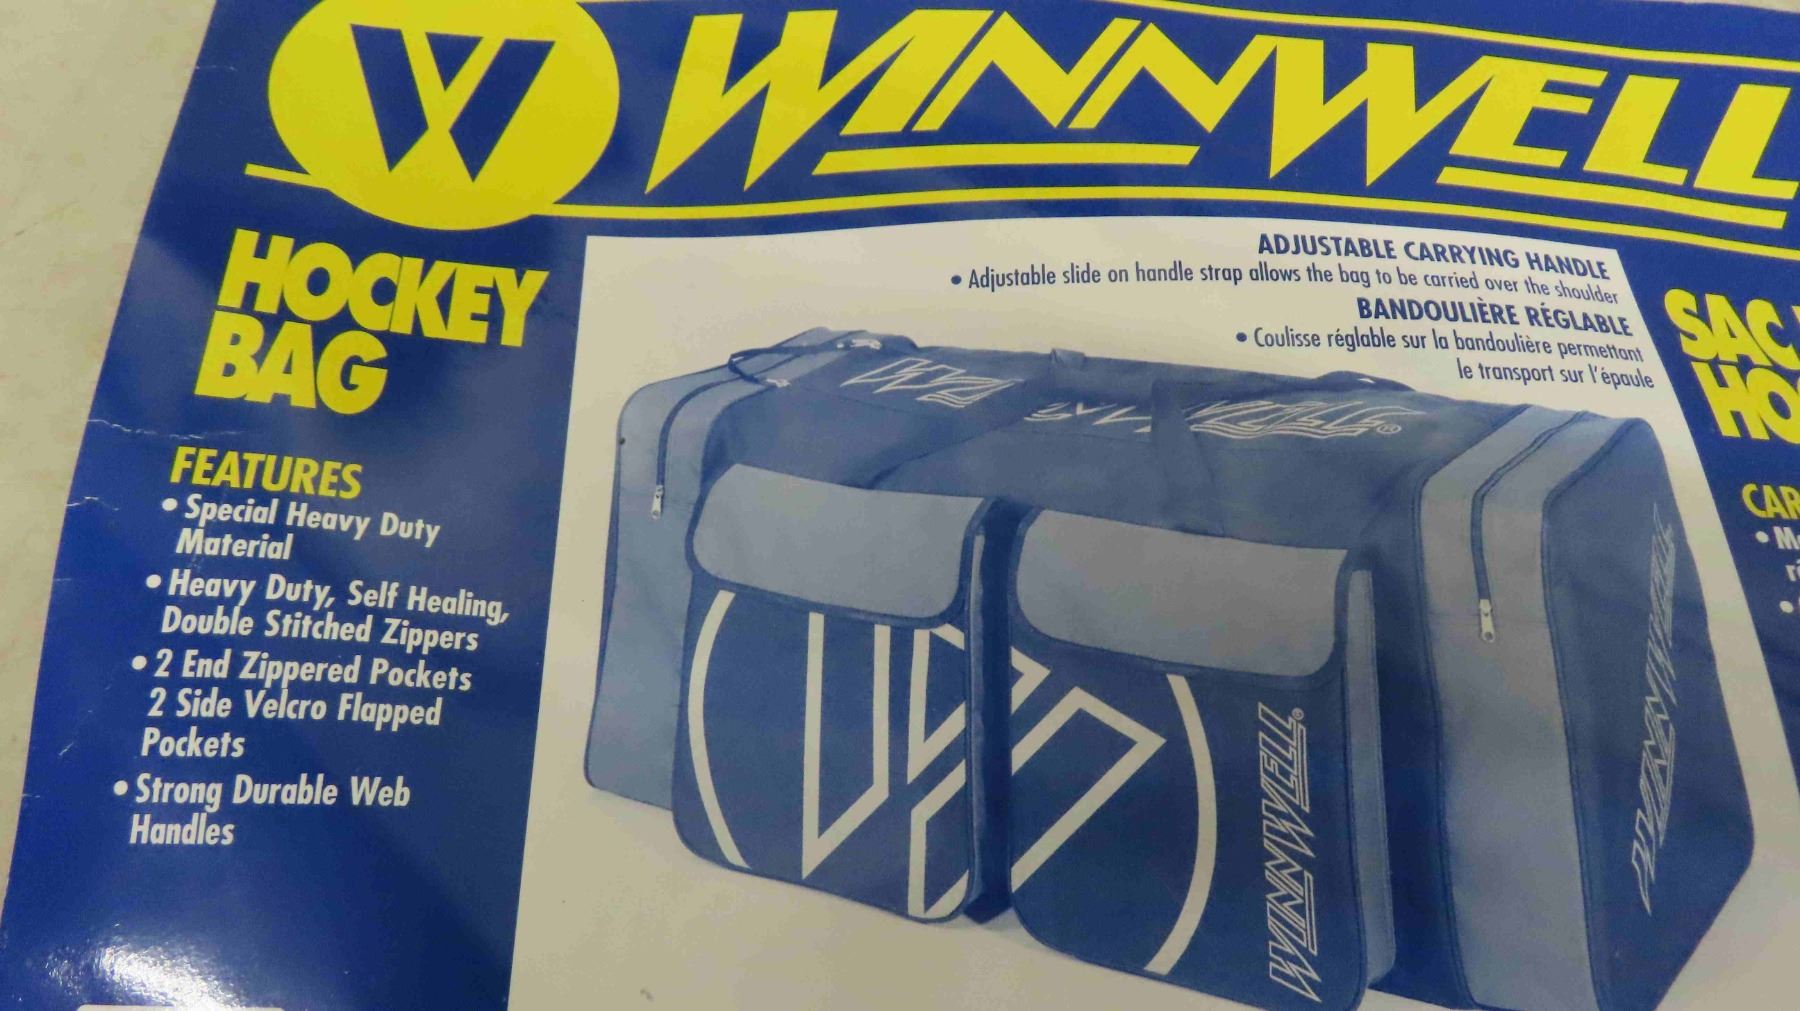 W WINNWELL
HOCKEY
BAG
FEATURES
• Special Heavy Duty
Material
• Heavy Duty, Self Healing,
Double Stitched Zippers
• 2 End Zippered Pockets
2 Side Velcro Flapped
Pockets
• Strong Durable Web
Handles
ADJUSTABLE CARRYING HANDLE
• Adjustable slide on handle strap allows the bag to be carried over the shoulder
BANDOULIÈRE RÉGLABLE
• Coulisse réglable sur la bandoulière permettant
le transport sur l'épaule
WINNWELL®
WINNWELL
SAC
HO
CAR